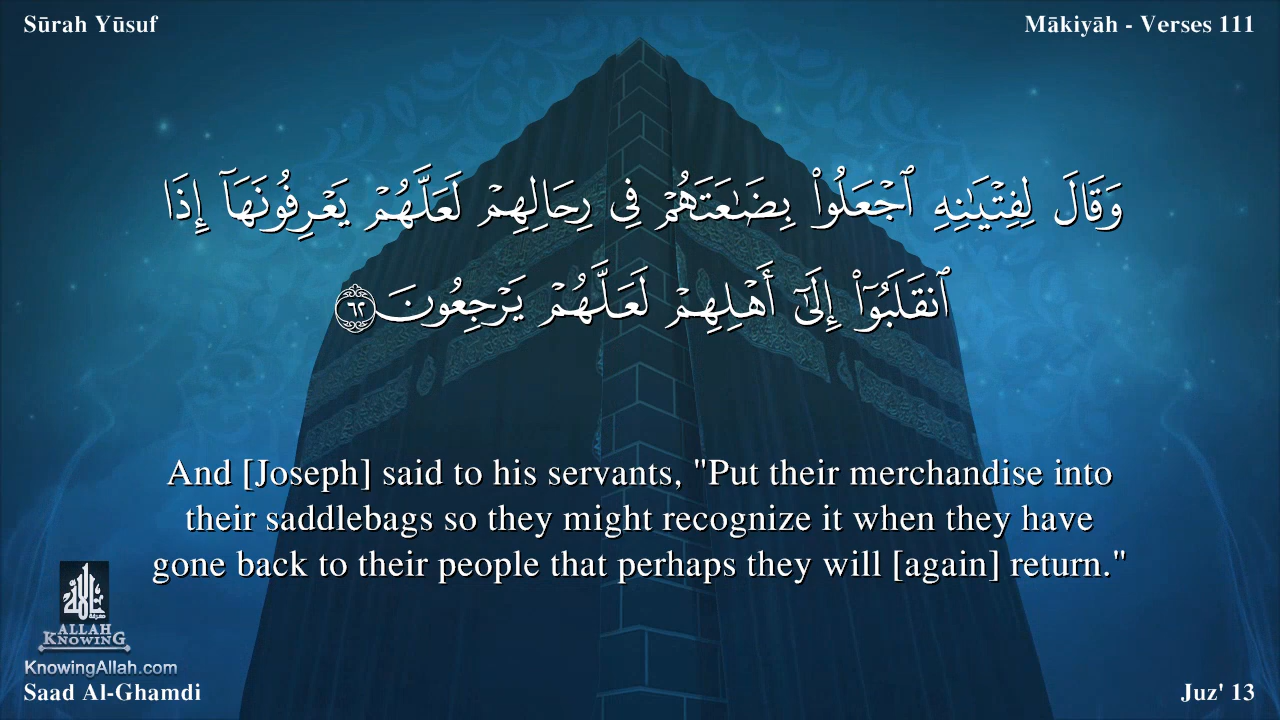 Sūrah Yūsuf
Mākiyāh - Verses 111
وَقَالَ لِفِتْيَـٰنِهِ ٱجْعَلُوا۟ بِضَـٰعَتَهُمْ فِى رِحَالِهِمْ لَعَلَّهُمْ يَعْرِفُونَهَآ إِذَا
ٱنقَلَبُوٓا۟ إِلَىٰٓ أَهْلِهِمْ لَعَلَّهُمْ يَرْجِعُونَ ٦٢
And [Joseph] said to his servants, "Put their merchandise into
their saddlebags so they might recognize it when they have
gone back to their people that perhaps they will [again] return."
معرفة الله
ALLAH
KNOWING
KnowingAllah.com
Saad Al-Ghamdi
Juz' 13